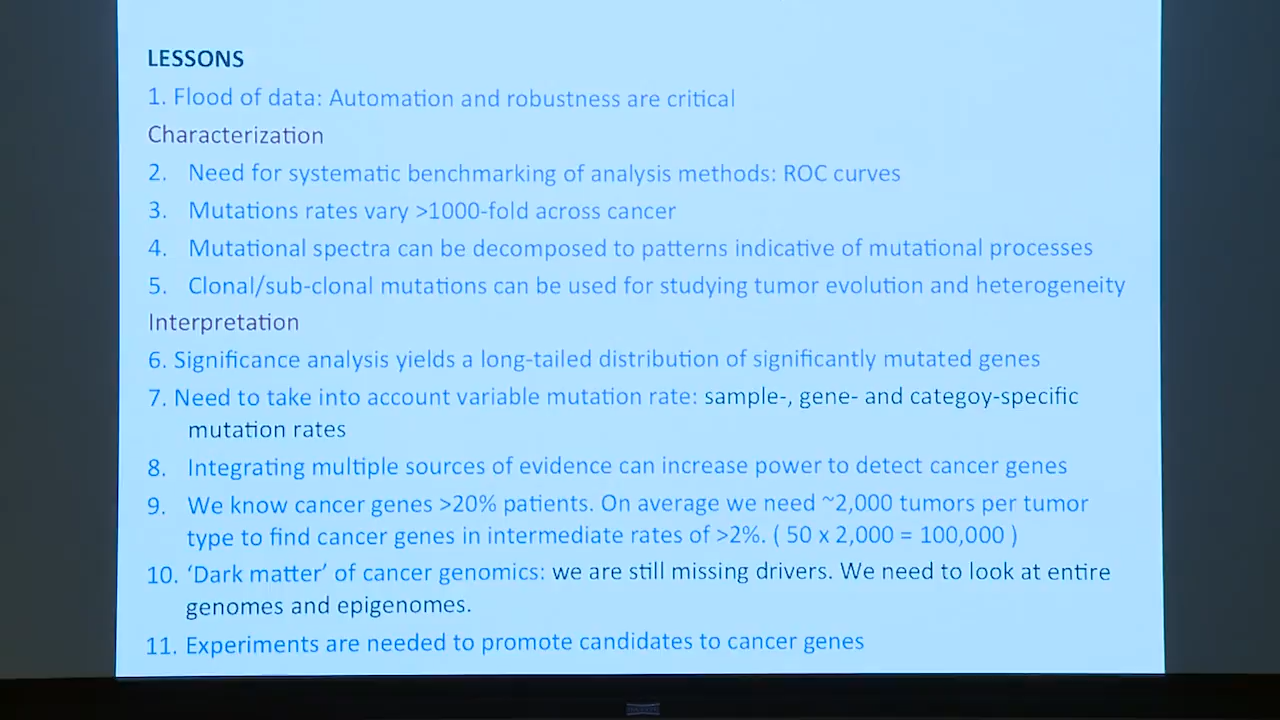 LESSONS
1. Flood of data: Automation and robustness are critical
Characterization
2. Need for systematic benchmarking of analysis methods: ROC curves
3. Mutations rates vary >1000-fold across cancer
4. Mutational spectra can be decomposed to patterns indicative of mutational processes
5. Clonal/sub-clonal mutations can be used for studying tumor evolution and heterogeneity
Interpretation
6. Significance analysis yields a long-tailed distribution of significantly mutated genes
7. Need to take into account variable mutation rate: sample-, gene- and categoy-specific
mutation rates
8. Integrating multiple sources of evidence can increase power to detect cancer genes
9. We know cancer genes >20% patients. On average we need ~2,000 tumors per tumor
type to find cancer genes in intermediate rates of >2%. ( 50 x 2,000 = 100,000 )
10. ‘Dark matter’ of cancer genomics: we are still missing drivers. We need to look at entire
genomes and epigenomes.
11. Experiments are needed to promote candidates to cancer genes